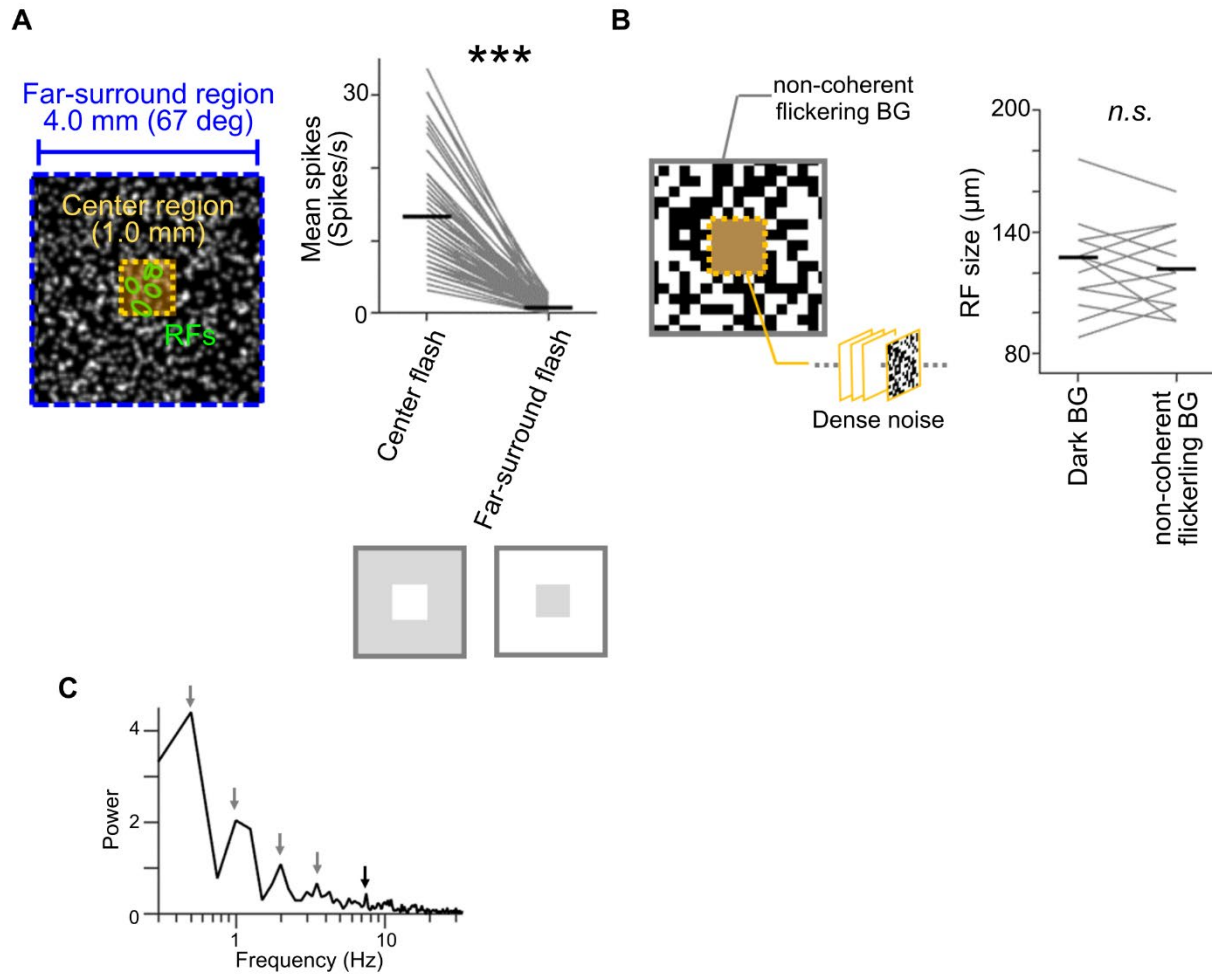 A
Far-surround region
4.0 mm (67 deg)
Center region
(1.0 mm)
RFs
***
Mean spikes
(Spikes/s)
30
0
Center flash
Far-surround flash
B
non-coherent
flickering BG
Dense noise
n.s.
RF size (μm)
200
140
80
Dark BG
non-coherent
flickerling BG
C
Power
4
2
0
1
10
Frequency (Hz)